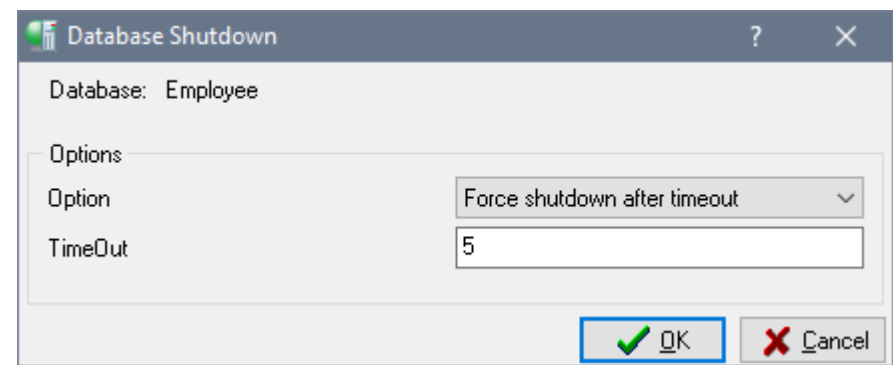 Database Shutdown ?
Database: Employee
Options
Option Force shutdown after timeout
TimeOut 5
OK Cancel